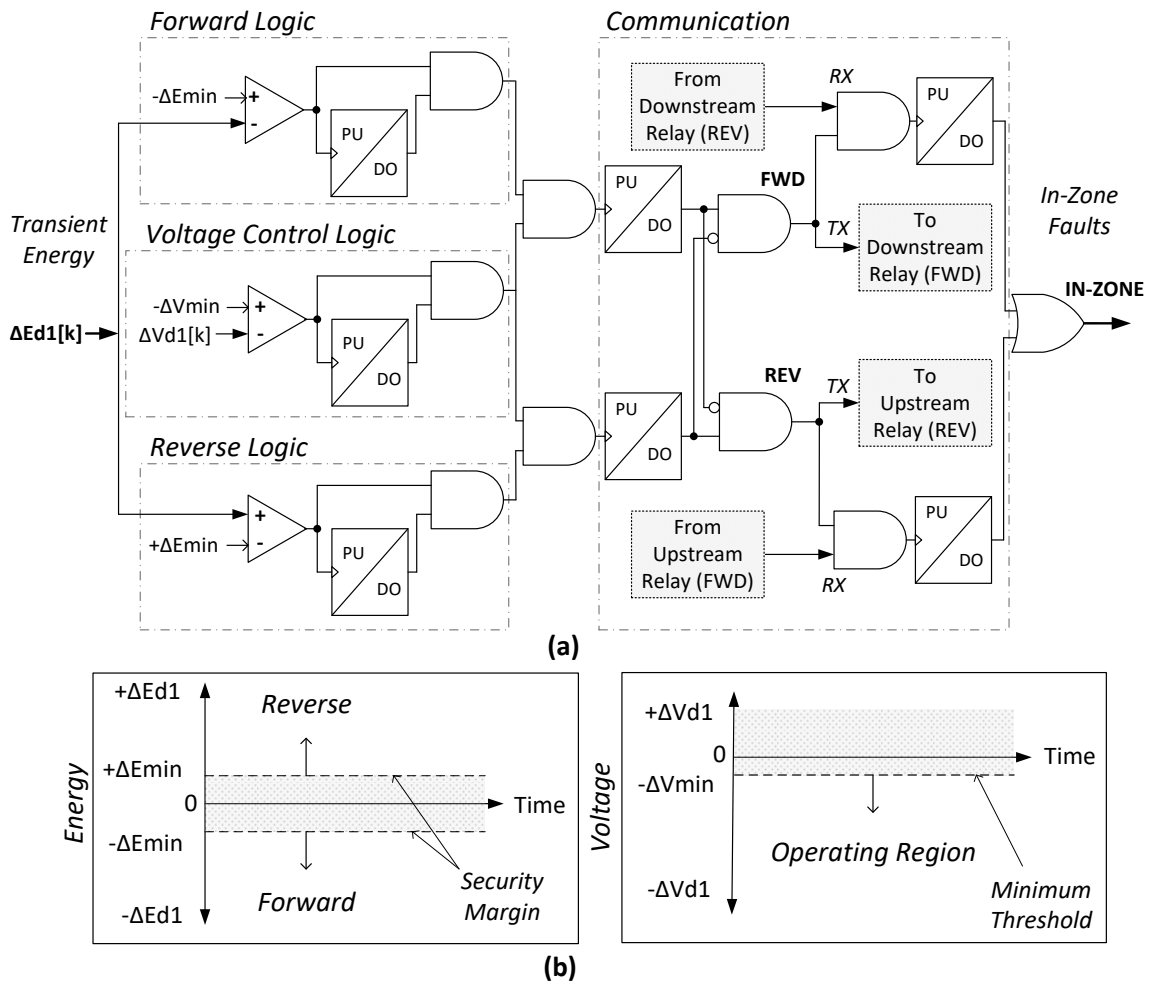 Forward Logic
Communication
-ΔEmin
+
-
PU
DO
From
Downstream
Relay (REV)
RX
PU
DO
Transient
Energy
ΔEd1[k]
Voltage Control Logic
-ΔVmin
ΔVd1[k]
+
-
PU
DO
PU
DO
FWD
TX
To
Downstream
Relay (FWD)
In-Zone
Faults
IN-ZONE
Reverse Logic
+
-
+ΔEmin
PU
DO
PU
DO
REV
TX
To
Upstream
Relay (REV)
From
Upstream
Relay (FWD)
RX
PU
DO
(a)
+ΔEd1
Reverse
+ΔEmin
0
Time
-ΔEmin
Energy
Forward
Security
Margin
-ΔEd1
+ΔVd1
0
Time
-ΔVmin
Voltage
Operating Region
Minimum
Threshold
-ΔVd1
(b)